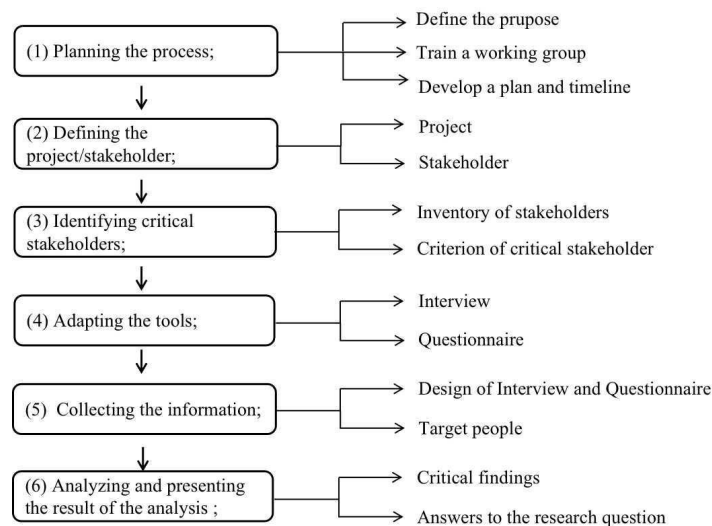 (1) Planning the process;
Define the prupose
Train a working group
Develop a plan and timeline
(2) Defining the
project/stakeholder;
Project
Stakeholder
(3) Identifying critical
stakeholders;
Inventory of stakeholders
Criterion of critical stakeholder
(4) Adapting the tools;
Interview
Questionnaire
(5) Collecting the information;
Design of Interview and Questionnaire
Target people
(6) Analyzing and presenting
the result of the analysis ;
Critical findings
Answers to the research question